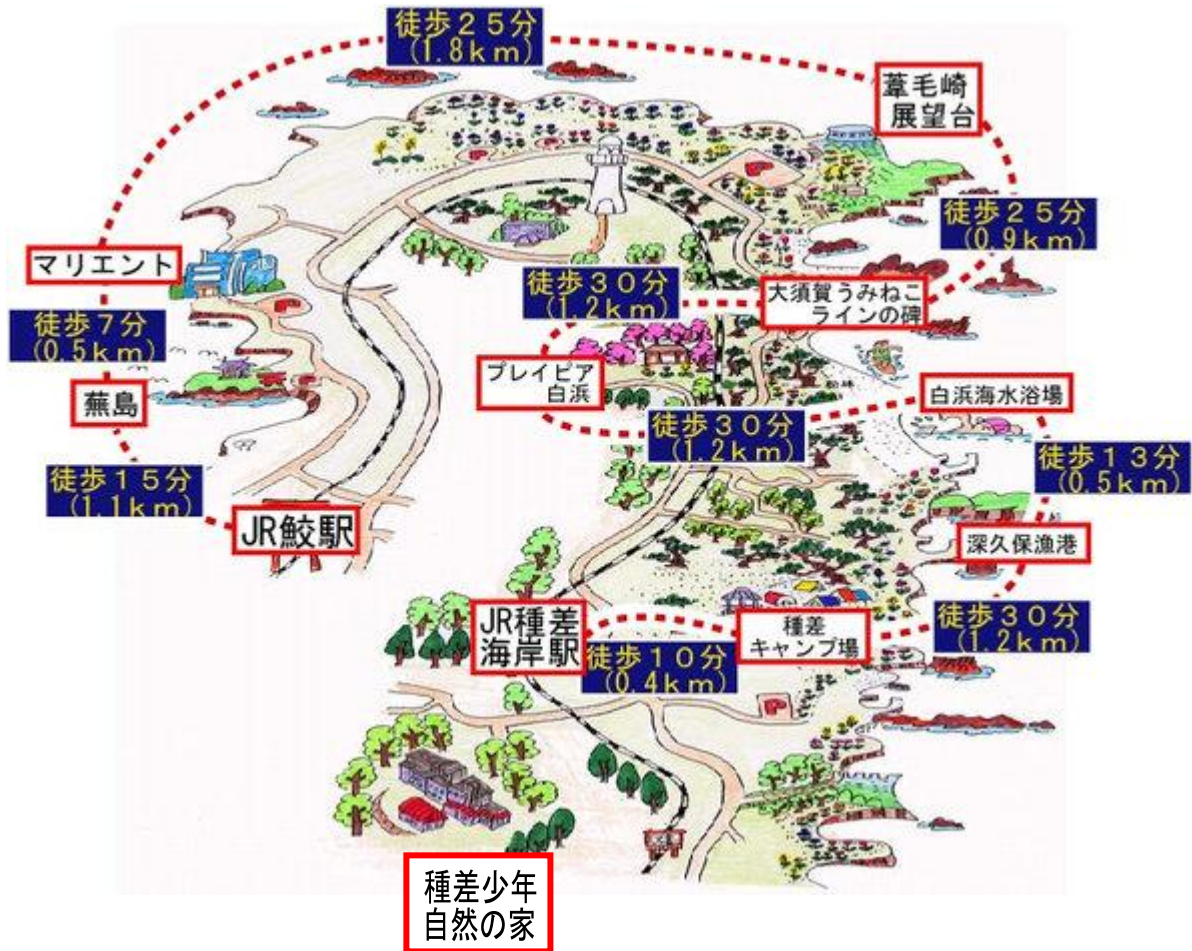 徒歩２５分
(1.8ｋｍ)
葦毛崎
展望台
徒歩２５分
(0.9ｋｍ)
マリエント
徒歩３０分
(1.2ｋｍ)
大須賀うみねこ
ラインの碑
徒歩７分
(0.5ｋｍ)
プレイピア
白浜
白浜海水浴場
蕪島
徒歩３０分
(1.2ｋｍ)
徒歩１３分
(0.5ｋｍ)
徒歩１５分
(1.1ｋｍ)
JR鮫駅
深久保漁港
JR種差
海岸駅
種差
キャンプ場
徒歩３０分
(1.2ｋｍ)
徒歩１０分
(0.4ｋｍ)
種差少年
自然の家